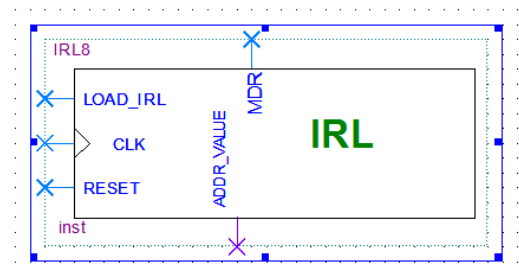 IRL8
LOAD_IRL
MDR
ADDR_VALUE
IRL
CLK
RESET
inst